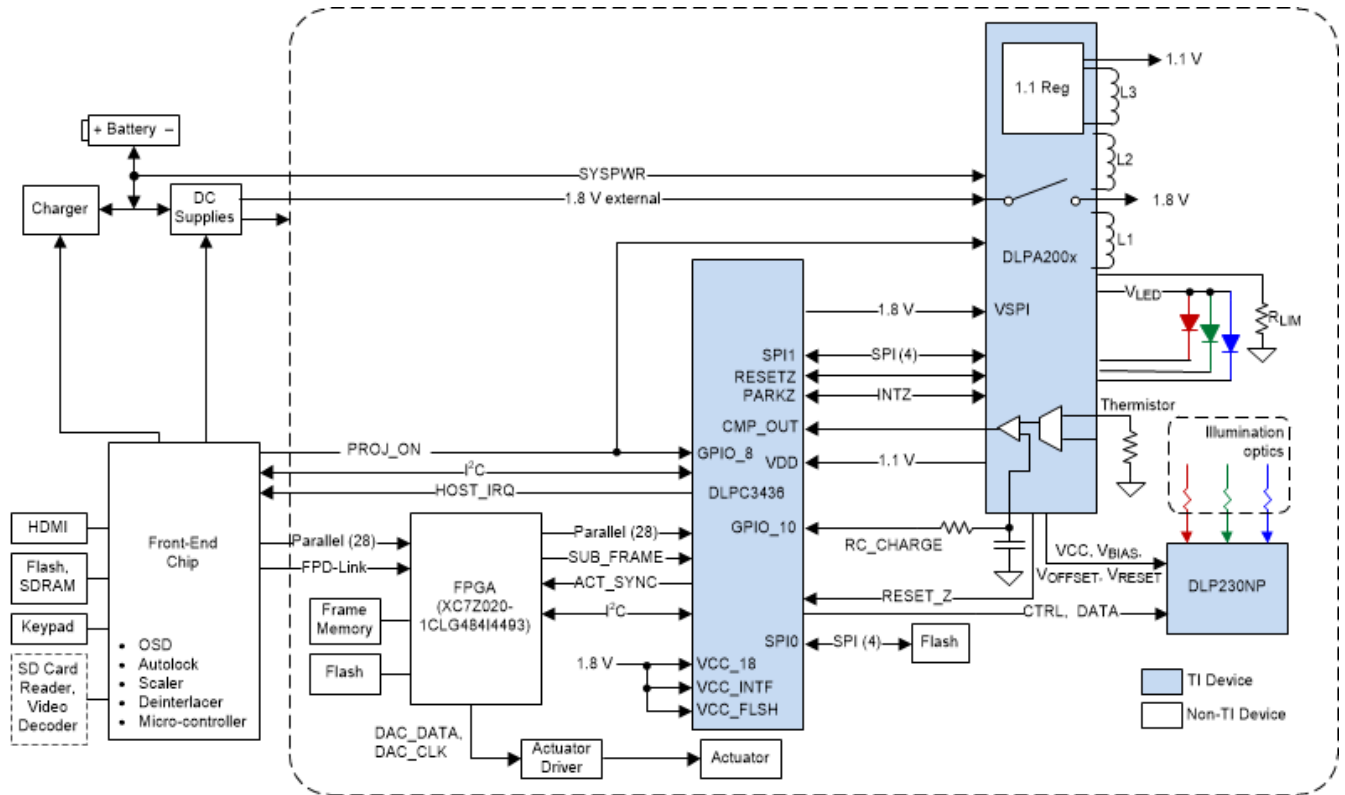 1.1 V
1.1 Reg
L3
+ Battery –
L2
SYSPWR
Charger
DC
Supplies
1.8 V external
1.8 V
L1
DLPA200x
VLED
RLIM
1.8 V
VSPI
SPI1
SPI (4)
RESETZ
PARKZ
INTZ
Thermistor
CMP_OUT
Illumination
optics
PROJ_ON
GPIO_8
I2C
VDD
1.1 V
HOST_IRQ
DLPC3436
HDMI
Flash,
SDRAM
Keypad
SD Card
Reader,
Video
Decoder
Front-End
Chip
• OSD
• Autolock
• Scaler
• Deinterlacer
• Micro-controller
Parallel (28)
FPD-Link
FPGA
(XC7Z020-
1CLG484I4493)
Frame
Memory
Flash
Parallel (28)
SUB_FRAME
ACT_SYNC
I2C
GPIO_10
RC_CHARGE
VCC, VBIAS,
VOFFSET, VRESET
DLP230NP
RESET_Z
CTRL, DATA
SPI0
SPI (4)
Flash
1.8 V
VCC_18
VCC_INTF
VCC_FLSH
TI Device
Non-TI Device
DAC_DATA,
DAC_CLK
Actuator
Driver
Actuator